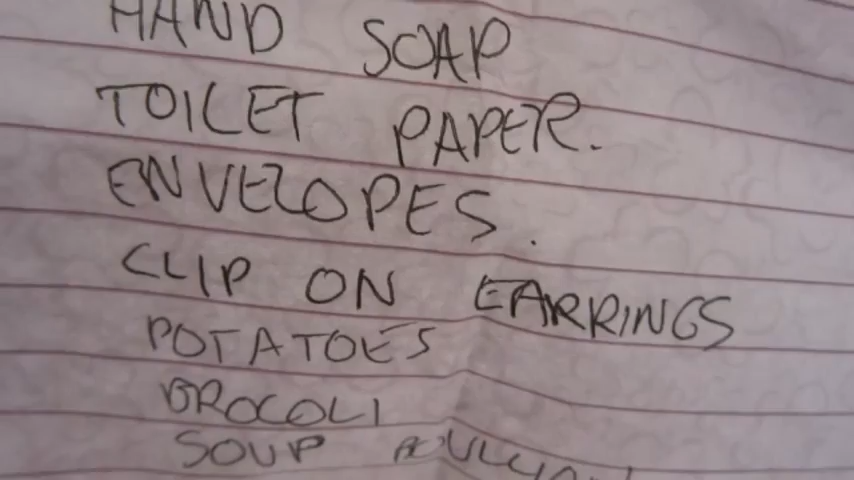 HAND SOAP
TOILET PAPER.
ENVELOPES.
CLIP ON EARRINGS
POTATOES
BROCOLI
SOUP